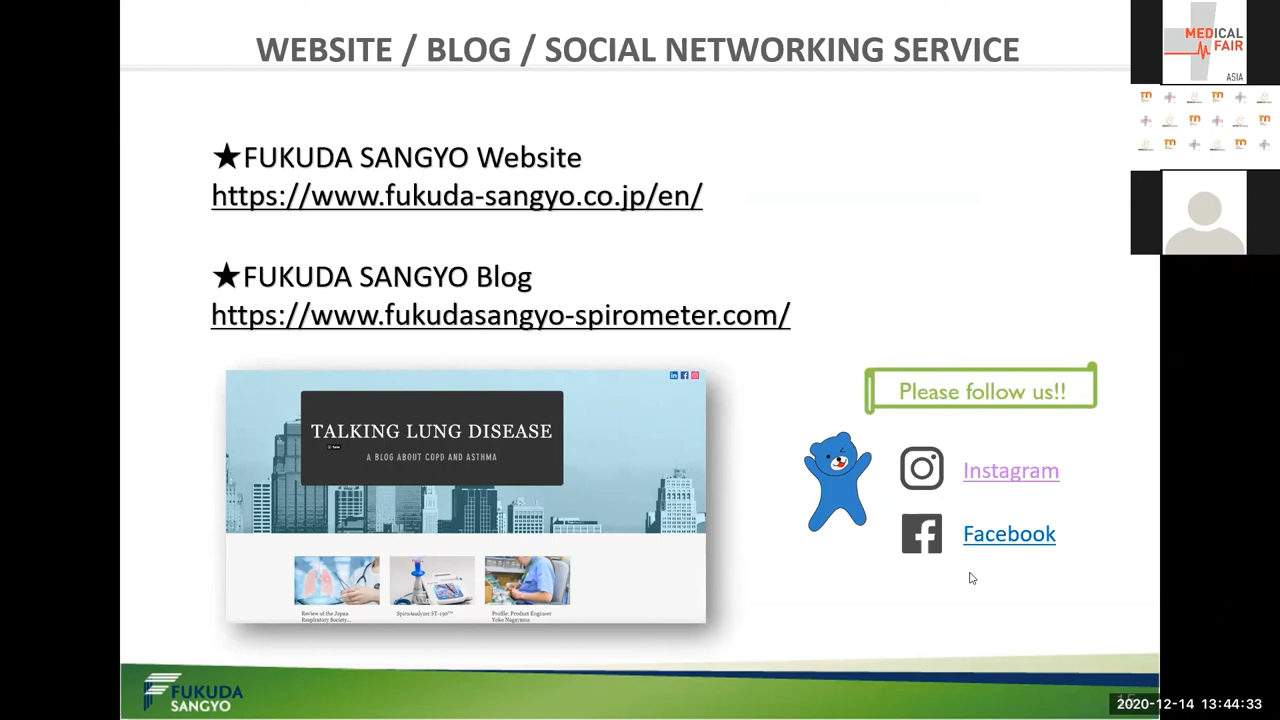 WEBSITE / BLOG / SOCIAL NETWORKING SERVICE
MEDICAL
FAIR
ASIA
★FUKUDA SANGYO Website
https://www.fukuda-sangyo.co.jp/en/
★FUKUDA SANGYO Blog
https://www.fukudasangyo-spirometer.com/
TALKING LUNG DISEASE
A BLOG ABOUT COPD AND ASTHMA
Review of the Japan
Respiratory Society...
SpiroAnalyzer ST-190™
Profile: Product Engineer
Yoko Nagayama
Please follow us!!
Instagram
Facebook
FUKUDA
SANGYO
2020-12-14 13:44:33